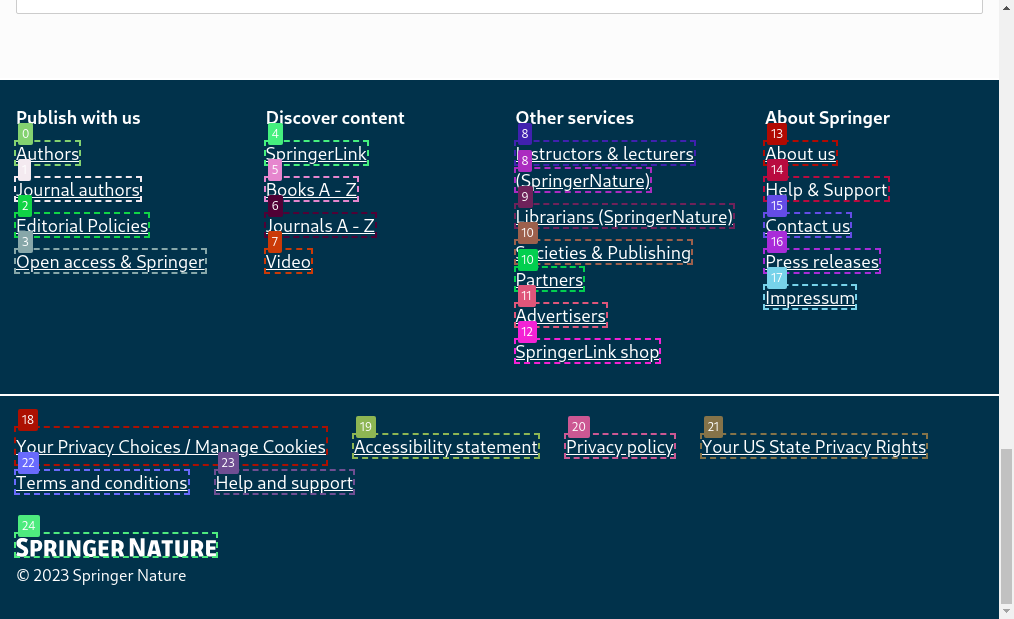 Publish with us
0
Authors
1
Journal authors
2
Editorial Policies
3
Open access & Springer
Discover content
4
SpringerLink
5
Books A - Z
6
Journals A - Z
7
Video
Other services
8
Instructors & lecturers
8
(SpringerNature)
9
Librarians (SpringerNature)
10
Societies & Publishing
10
Partners
11
Advertisers
12
SpringerLink shop
About Springer
13
About us
14
Help & Support
15
Contact us
16
Press releases
17
Impressum
18
Your Privacy Choices / Manage Cookies
19
Accessibility statement
20
Privacy policy
21
Your US State Privacy Rights
22
Terms and conditions
23
Help and support
24
SPRINGER NATURE
© 2023 Springer Nature